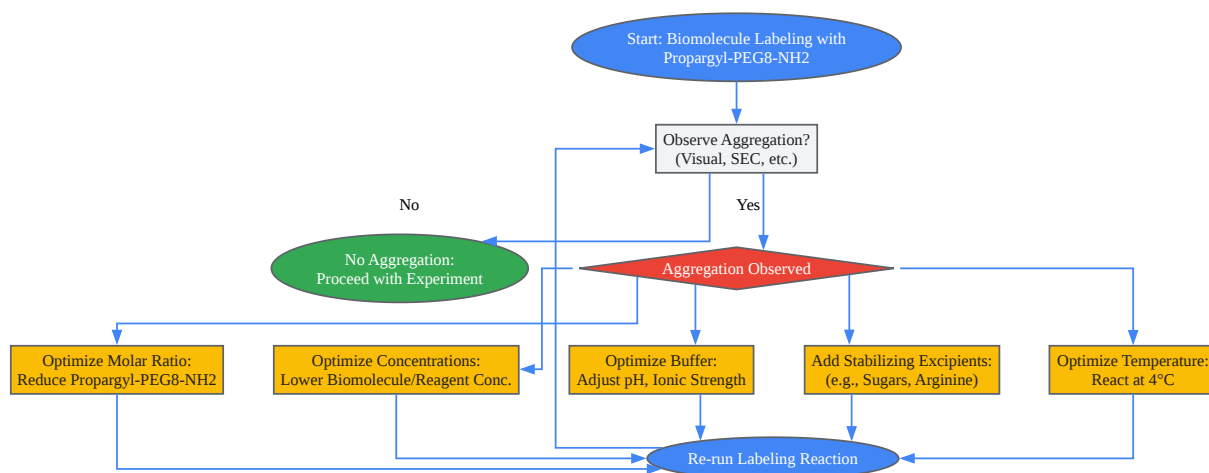 Start: Biomolecule Labeling with
Propargyl-PEG8-NH2
Observe Aggregation?
(Visual, SEC, etc.)
No
Yes
No Aggregation:
Proceed with Experiment
Aggregation Observed
Optimize Molar Ratio:
Reduce Propargyl-PEG8-NH2
Optimize Concentrations:
Lower Biomolecule/Reagent Conc.
Optimize Buffer:
Adjust pH, Ionic Strength
Add Stabilizing Excipients:
(e.g., Sugars, Arginine)
Optimize Temperature:
React at 4°C
Re-run Labeling Reaction